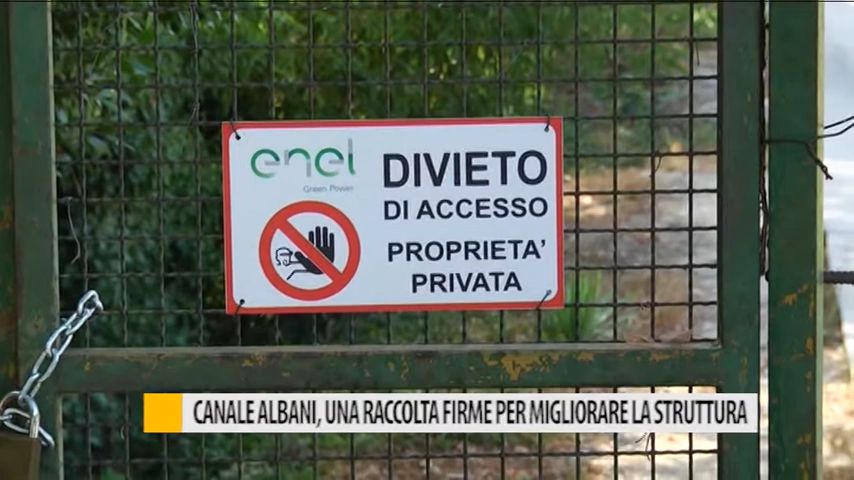 enel
Green Power
DIVIETO
DI ACCESSO
PROPRIETA'
PRIVATA
CANALE ALBANI, UNA RACCOLTA FIRME PER MIGLIORARE LA STRUTTURA